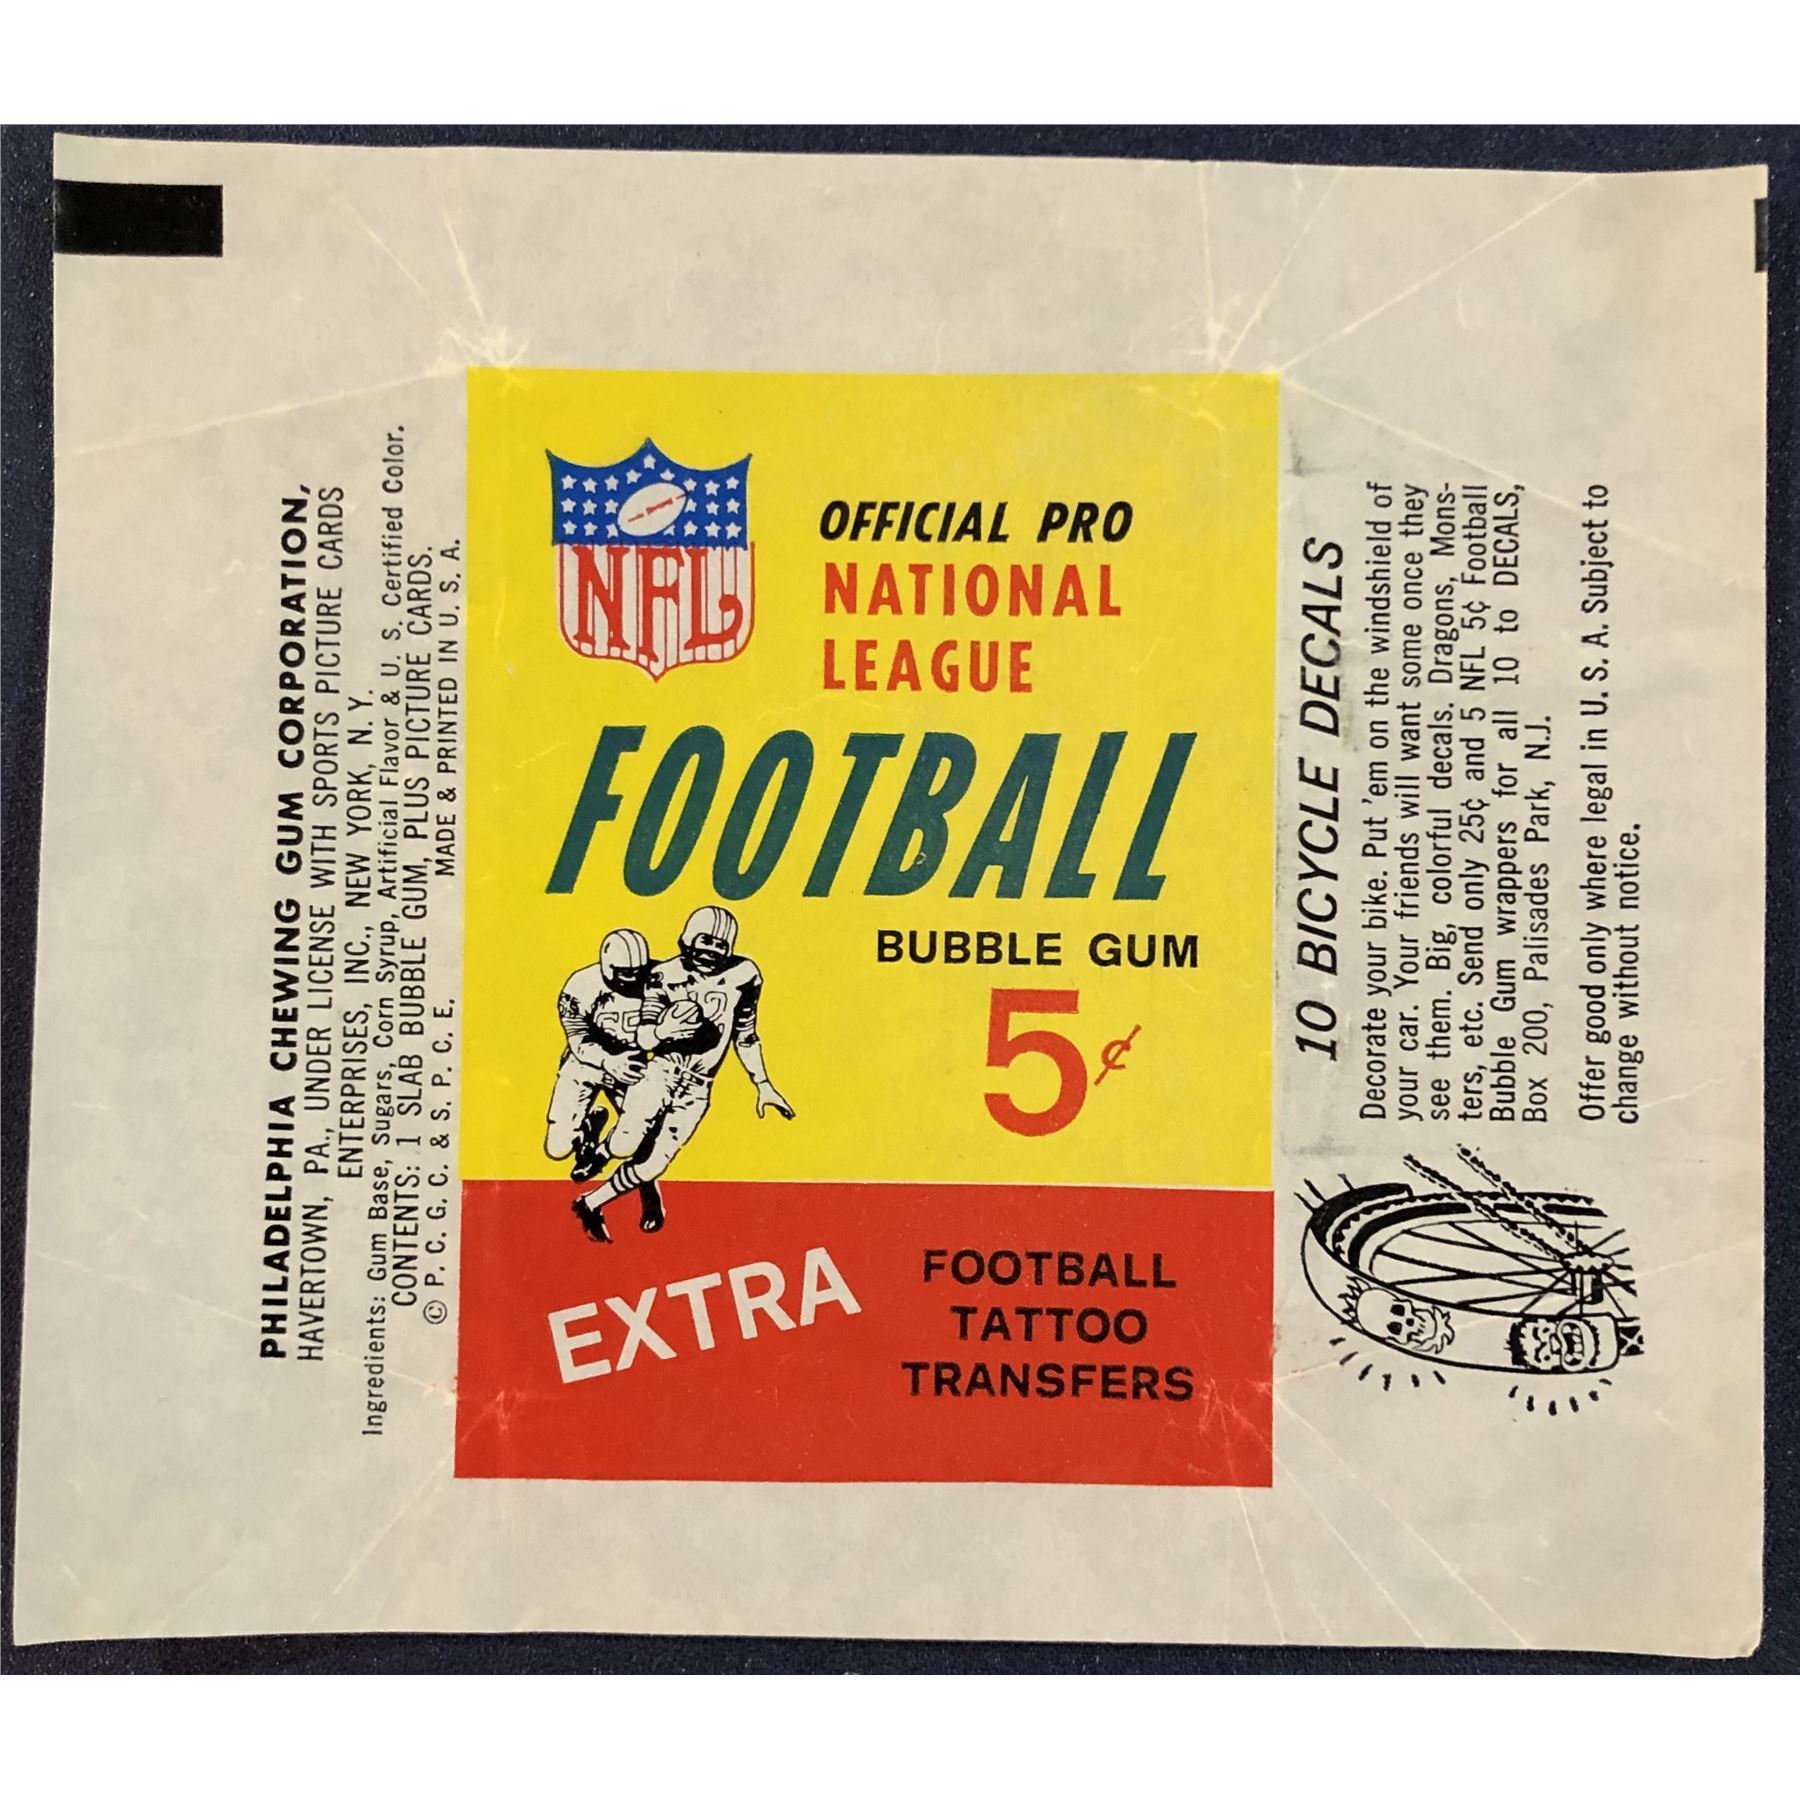 PHILADELPHIA CHEWING GUM CORPORATION,
HAVERTOWN, PA., UNDER LICENSE WITH SPORTS PICTURE CARDS
ENTERPRISES, INC., NEW YORK, N. Y.
Ingredients: Gum Base, Sugars, Corn Syrup, Artificial Flavor & U. S. Certified Color.
CONTENTS: 1 SLAB BUBBLE GUM, PLUS PICTURE CARDS.
© P. C. G. C. & S. P. C. E. MADE & PRINTED IN U. S. A.
NFL
OFFICIAL PRO
NATIONAL
LEAGUE
FOOTBALL
BUBBLE GUM
5¢
EXTRA
FOOTBALL
TATTOO
TRANSFERS
10 BICYCLE DECALS
Decorate your bike. Put 'em on the windshield of
your car. Your friends will want some once they
see them. Big, colorful decals. Dragons, Mons-
ters, etc. Send only 25¢ and 5 NFL 5¢ Football
Bubble Gum wrappers for all 10 to DECALS,
Box 200, Palisades Park, N.J.
Offer good only where legal in U. S. A. Subject to
change without notice.